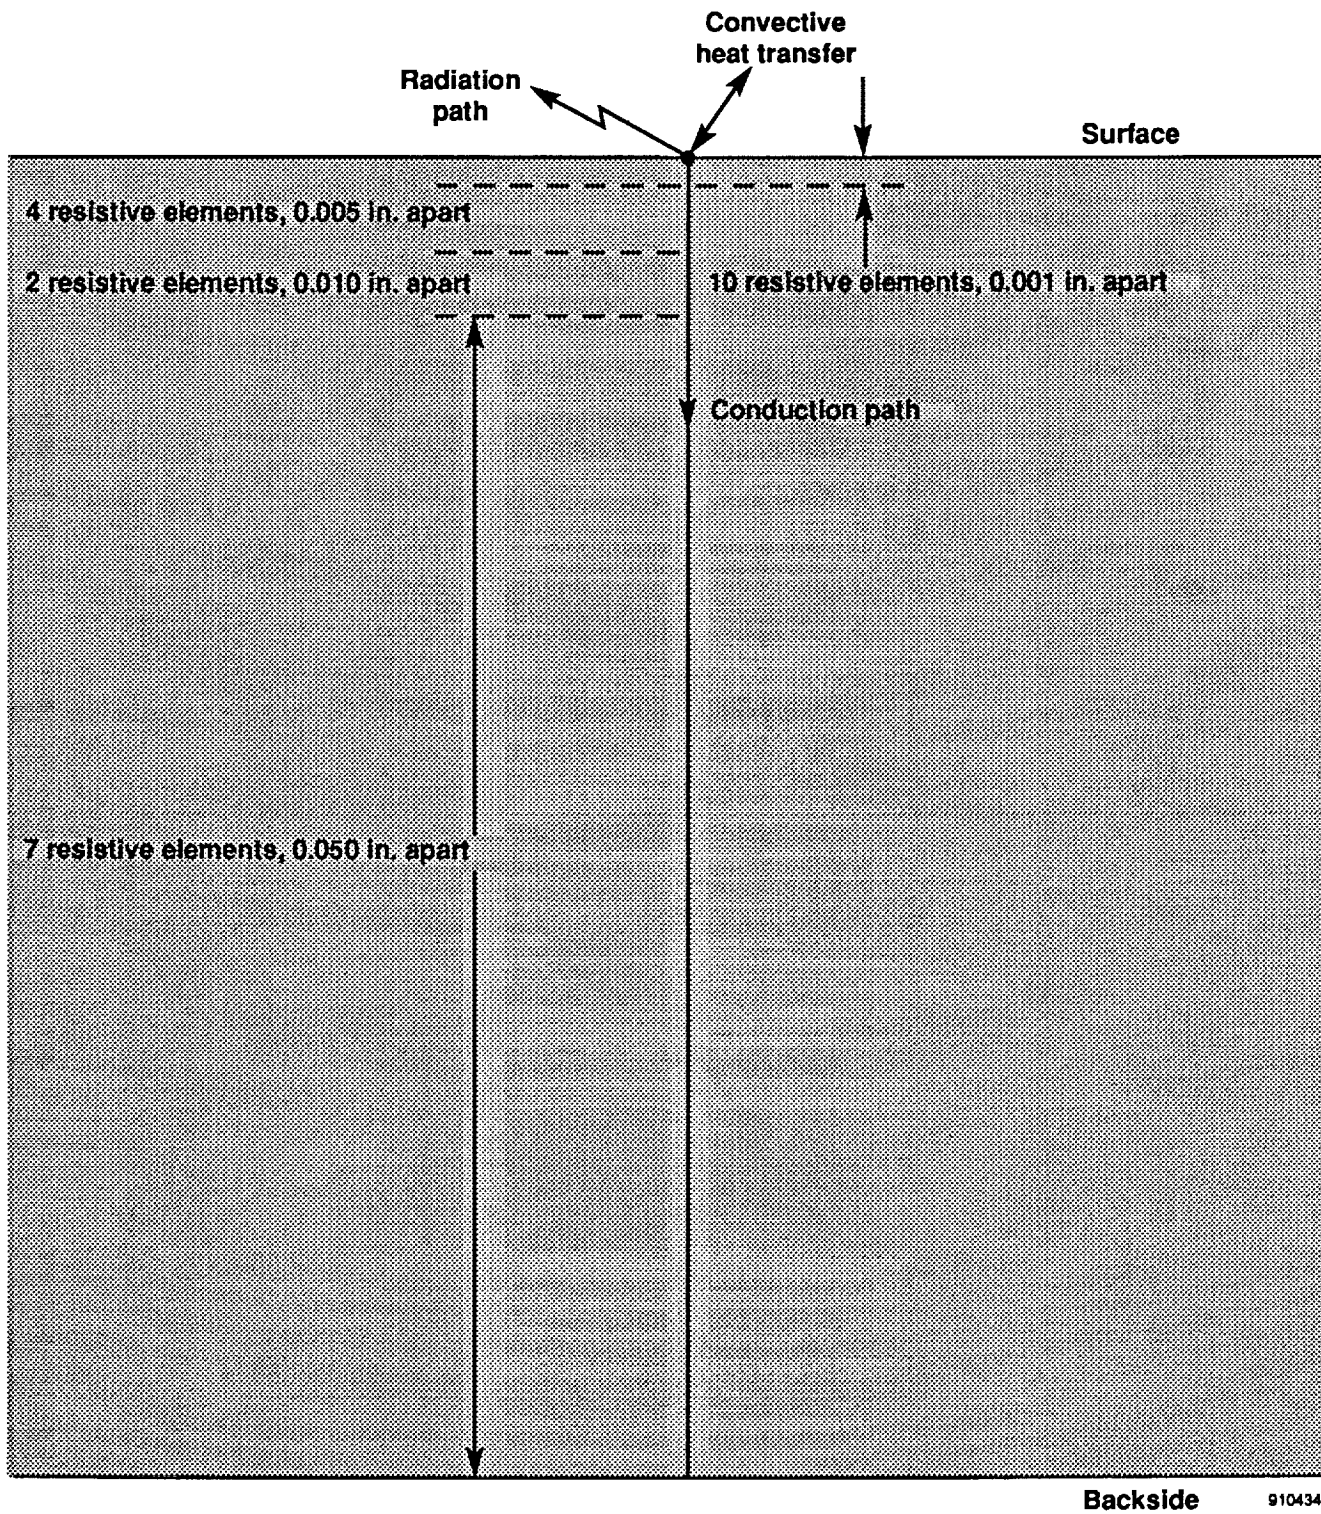 Convective
heat transfer
Radiation
path
Surface
4 resistive elements, 0.005 in. apart
2 resistive elements, 0.010 in. apart
10 resistive elements, 0.001 in. apart
Conduction path
7 resistive elements, 0.050 in. apart
Backside
910434